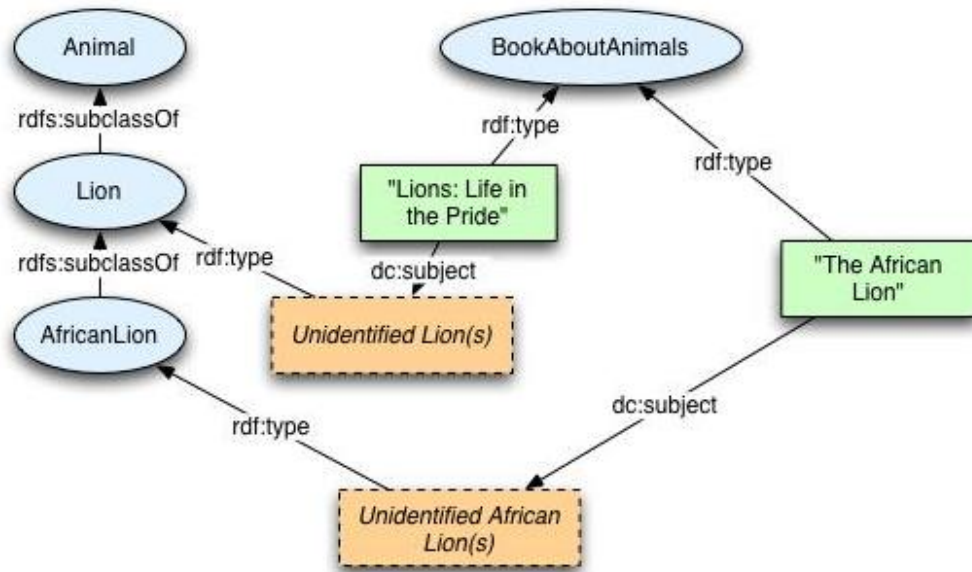 Animal
BookAboutAnimals
rdfs:subclassOf
rdf:type
rdf:type
Lion
"Lions: Life in
the Pride"
rdfs:subclassOf
rdf:type
dc:subject
"The African
Lion"
AfricanLion
Unidentified Lion(s)
dc:subject
rdf:type
Unidentified African
Lion(s)